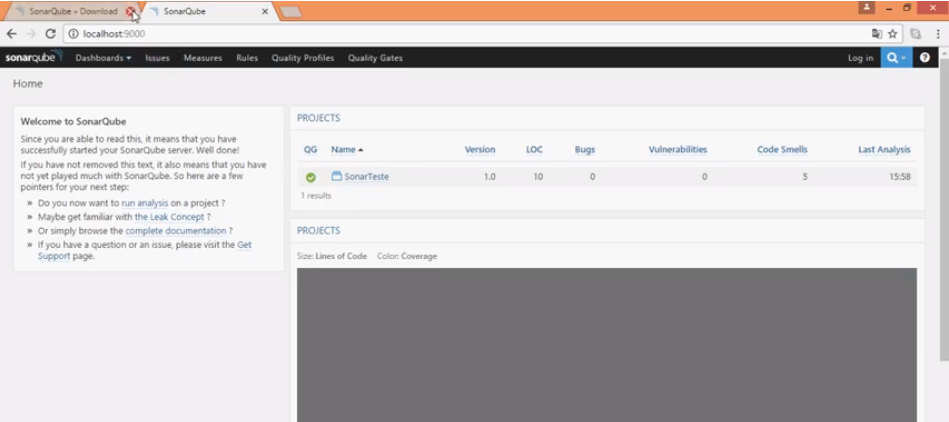 SonarQube » Download
SonarQube
localhost:9000
sonarqube Dashboards Issues Measures Rules Quality Profiles Quality Gates Log in
Home
Welcome to SonarQube
Since you are able to read this, it means that you have
successfully started your SonarQube server. Well done!
If you have not removed this text, it also means that you have
not yet played much with SonarQube. So here are a few
pointers for your next step:
» Do you now want to run analysis on a project ?
» Maybe get familiar with the Leak Concept ?
» Or simply browse the complete documentation ?
» If you have a question or an issue, please visit the Get
Support page.
PROJECTS
QG Name Version LOC Bugs Vulnerabilities Code Smells Last Analysis
SonarTeste 1.0 10 0 0 5 15:58
1 results
PROJECTS
Size: Lines of Code Color: Coverage